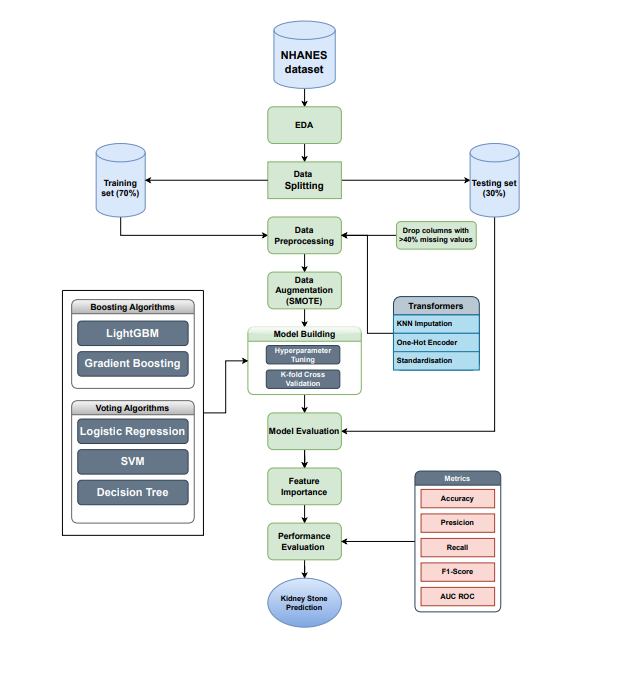 NHANES
dataset
EDA
Data
Splitting
Training
set (70%)
Testing set
(30%)
Data
Preprocessing
Drop columns with
>40% missing values
Data
Augmentation
(SMOTE)
Transformers
KNN Imputation
One-Hot Encoder
Standardisation
Boosting Algorithms
LightGBM
Gradient Boosting
Voting Algorithms
Logistic Regression
SVM
Decision Tree
Model Building
Hyperparameter
Tuning
K-fold Cross
Validation
Model Evaluation
Feature
Importance
Performance
Evaluation
Metrics
Accuracy
Presicion
Recall
F1-Score
AUC ROC
Kidney Stone
Prediction